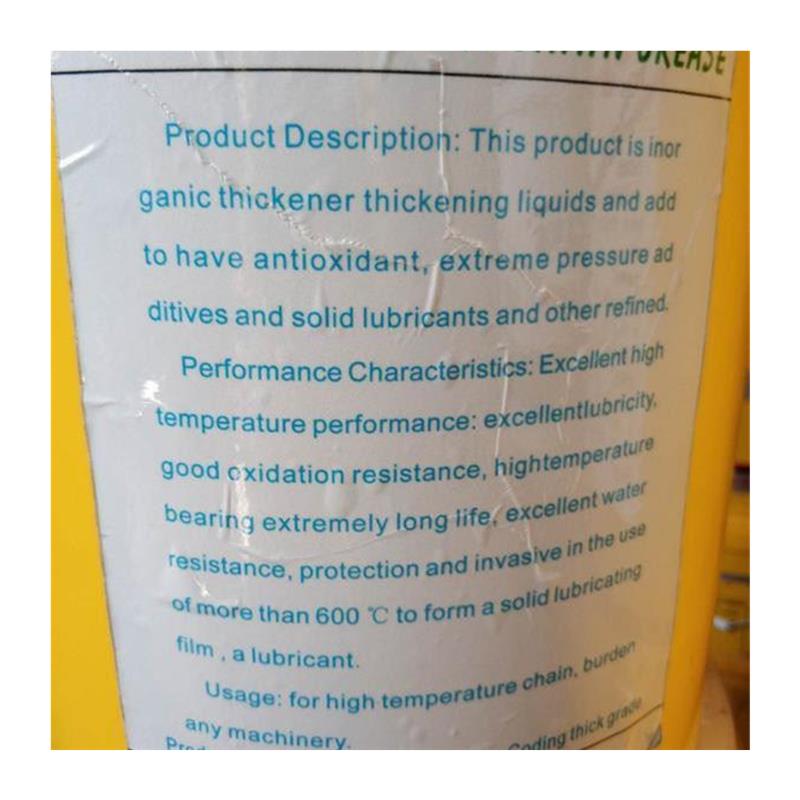 GREASE
Product Description: This product is inor
ganic thickener thickening liquids and add
to have antioxidant, extreme pressure ad
ditives and solid lubricants and other refined.
Performance Characteristics: Excellent high
temperature performance: excellentlubricity,
good oxidation resistance, hightemperature
bearing extremely long life, excellent water
resistance, protection and invasive in the use
of more than 600 ℃ to form a solid lubricating
film , a lubricant.
Usage: for high temperature chain, burden
any machinery.
Coding thick grade